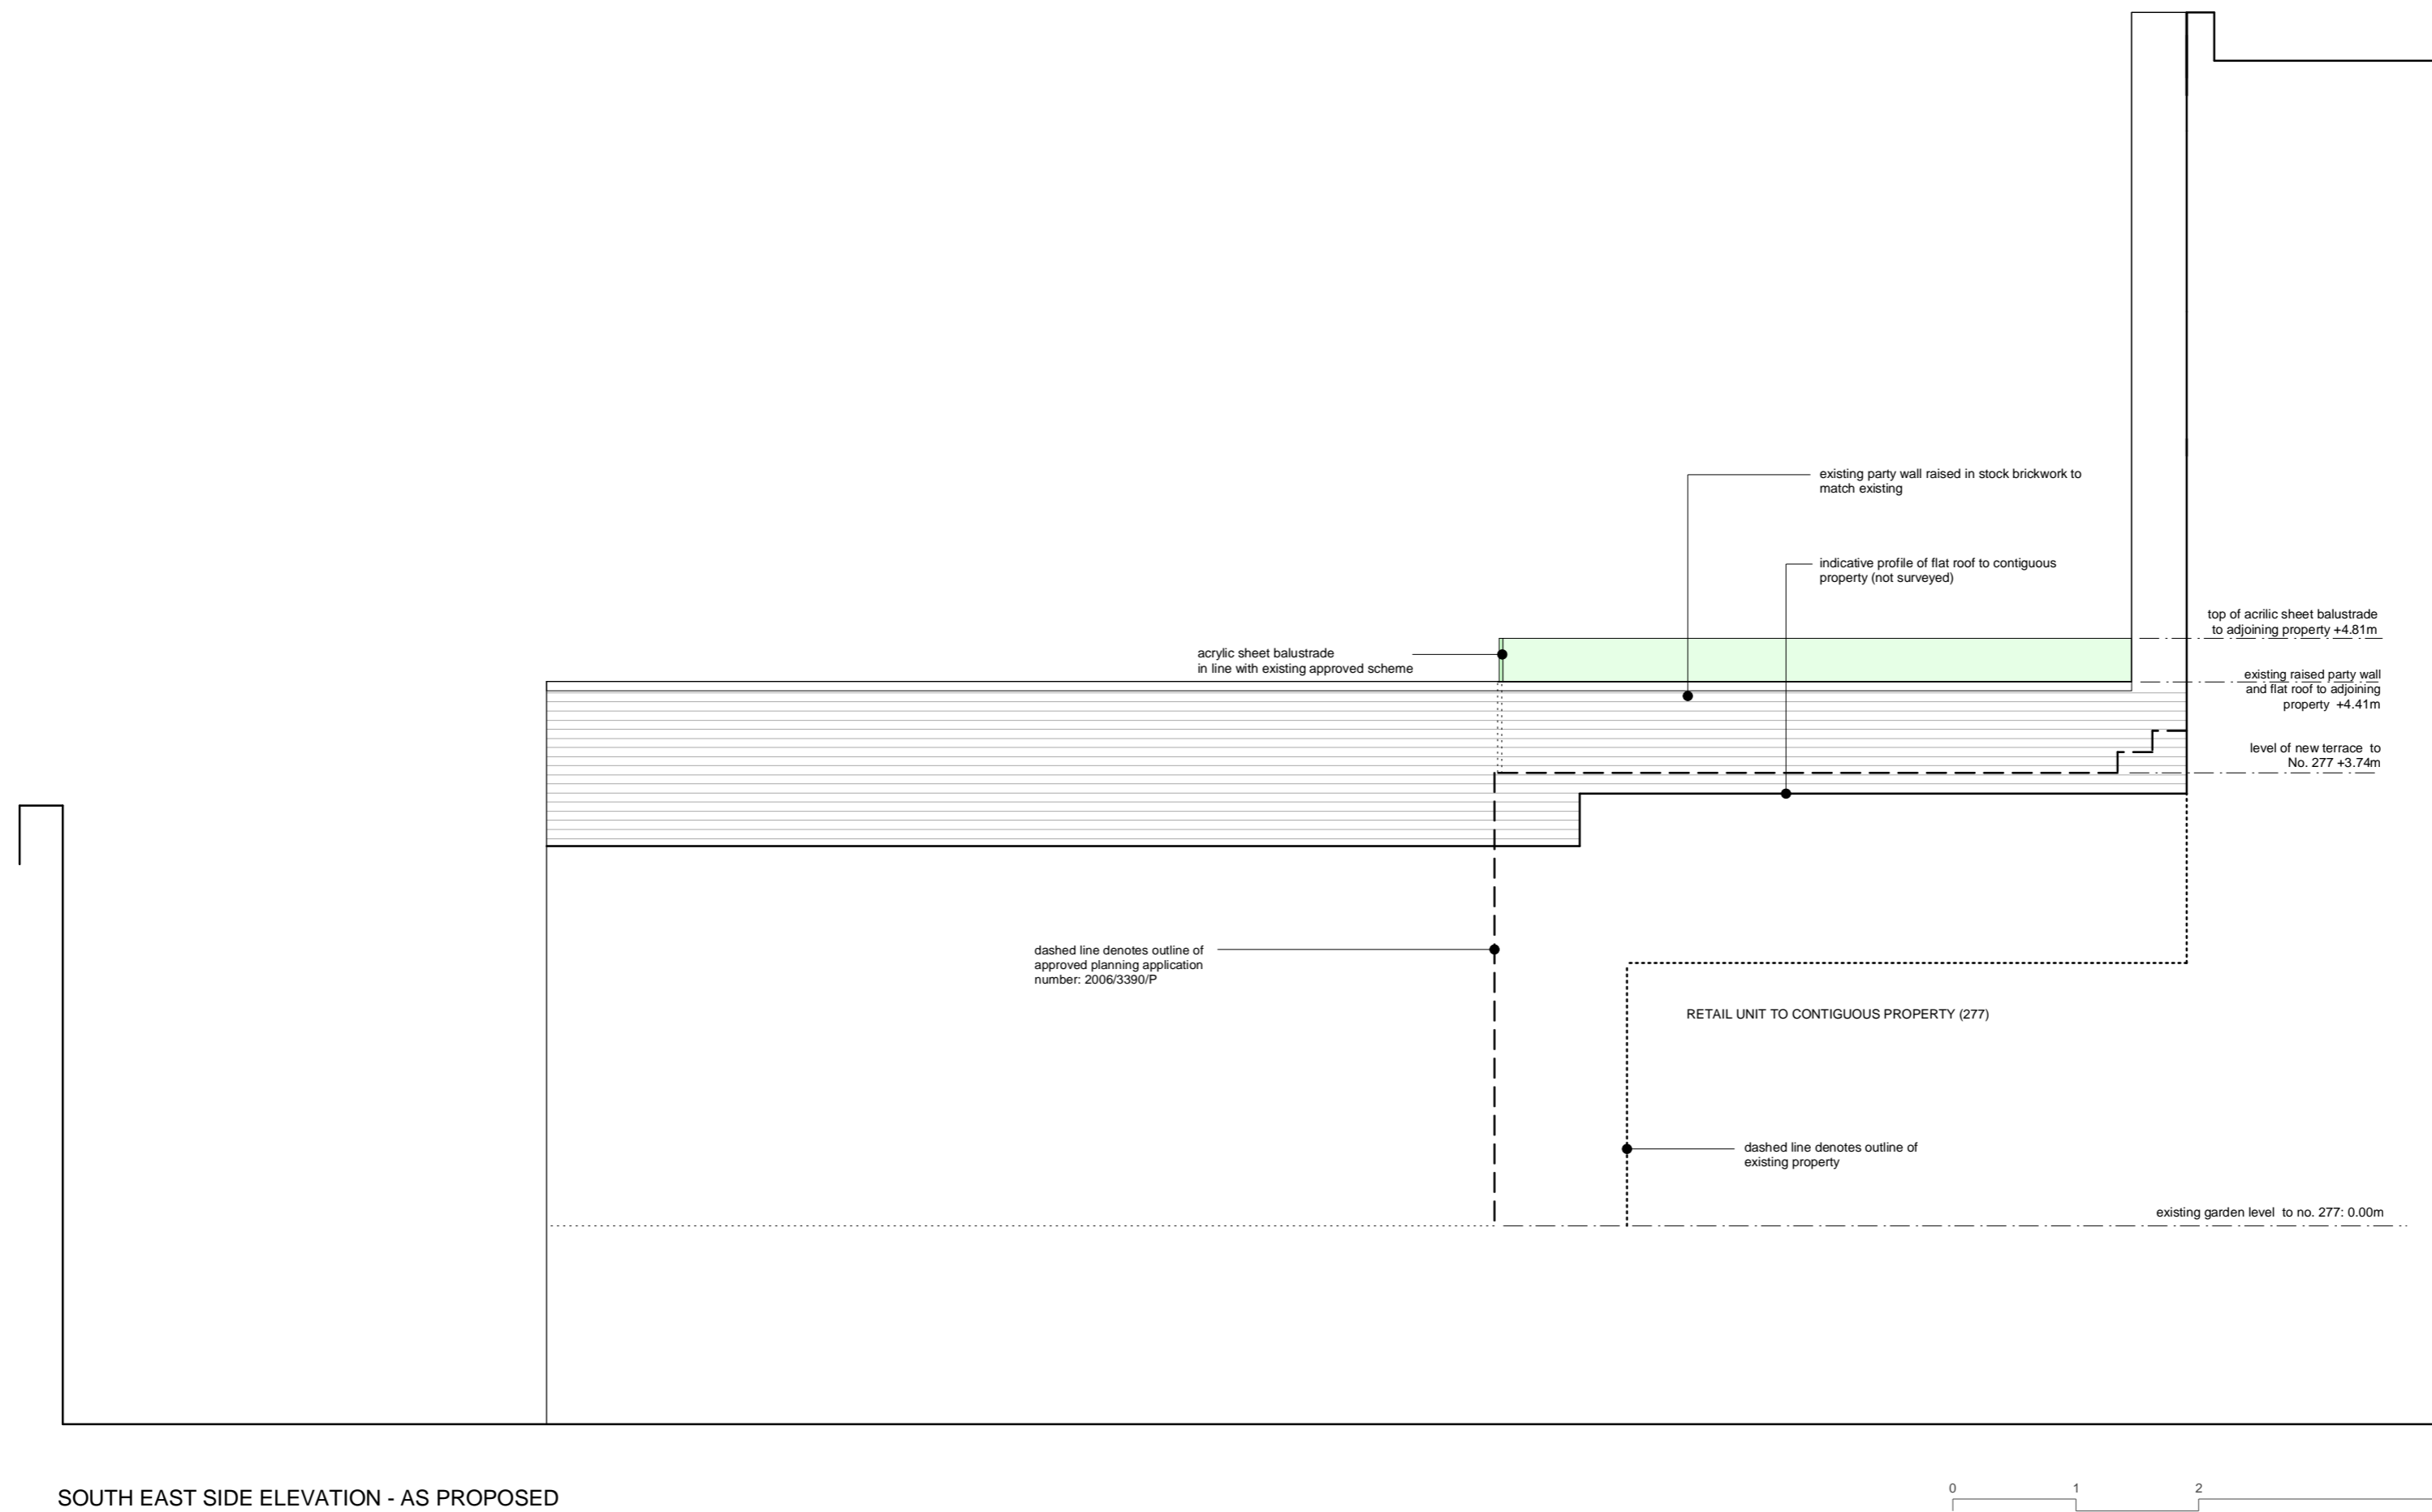 existing party wall raised in stock brickwork to
match existing
indicative profile of flat roof to contiguous
property (not surveyed)
top of acrilic sheet balustrade
to adjoining property +4.81m
acrylic sheet balustrade
in line with existing approved scheme
existing raised party wall
and flat roof to adjoining
property +4.41m
level of new terrace to
No. 277 +3.74m
dashed line denotes outline of
approved planning application
number: 2006/3390/P
RETAIL UNIT TO CONTIGUOUS PROPERTY (277)
dashed line denotes outline of
existing property
existing garden level to no. 277: 0.00m
SOUTH EAST SIDE ELEVATION - AS PROPOSED
0 1 2